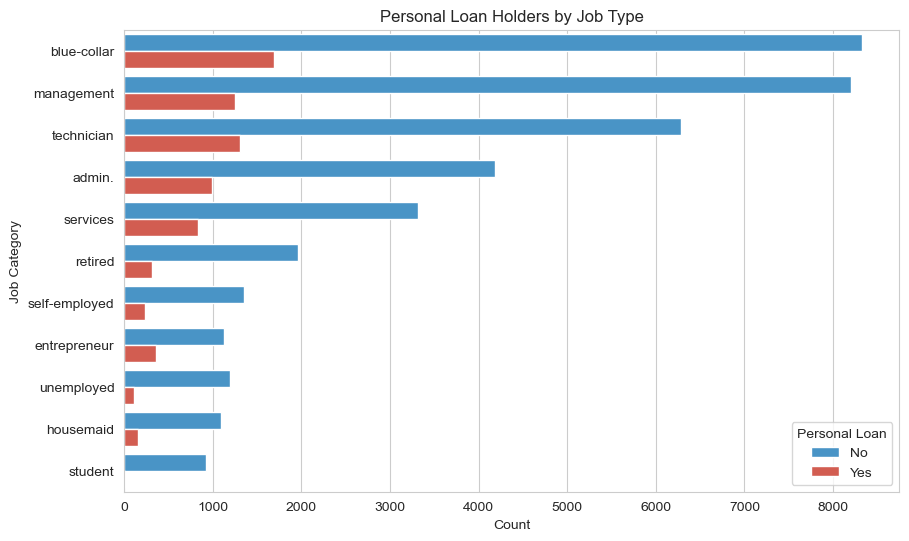 Personal Loan Holders by Job Type
Job Category
blue-collar
management
technician
admin.
services
retired
self-employed
entrepreneur
unemployed
housemaid
student
Personal Loan
No
Yes
0 1000 2000 3000 4000 5000 6000 7000 8000
Count